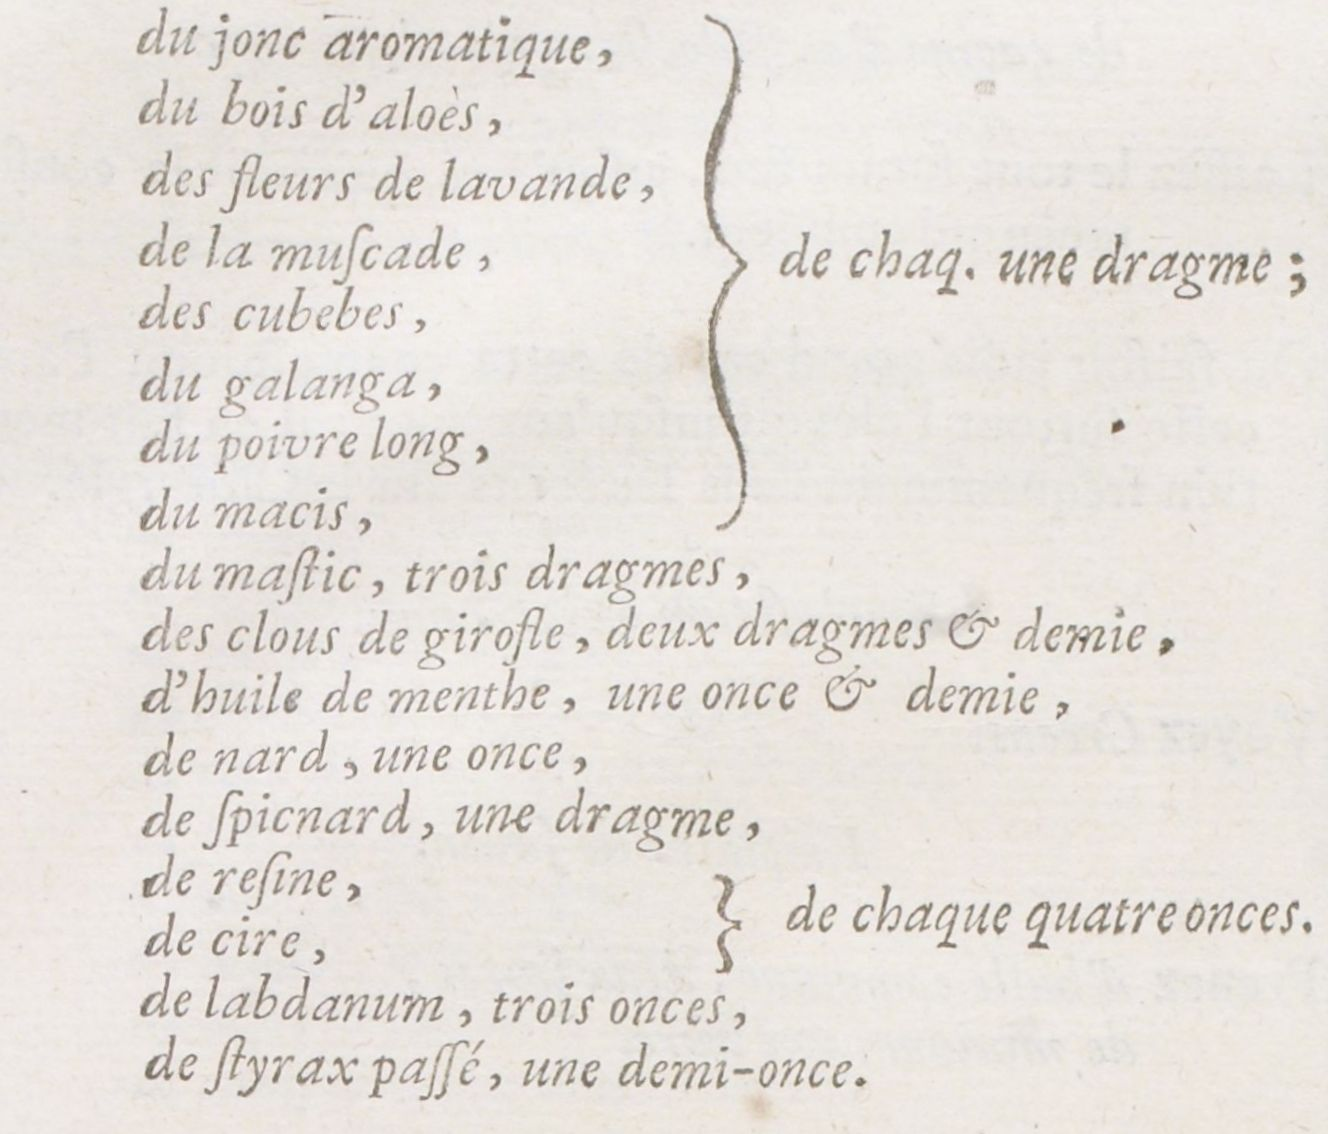 du jonc aromatique,
du bois d'aloès,
des fleurs de lavande,
de la muſcade,
de chaq. une dragme;
des cubebes,
du galanga,
du poivre long,
du macis,
du maſtic, trois dragmes,
des clous de girofle, deux dragmes & demie,
d'huile de menthe, une once & demie,
de nard, une once,
de ſpicnard, une dragme,
de reſine,
de chaque quatre onces.
de cire,
de labdanum, trois onces,
de ſtyrax paſſé, une demi-once.